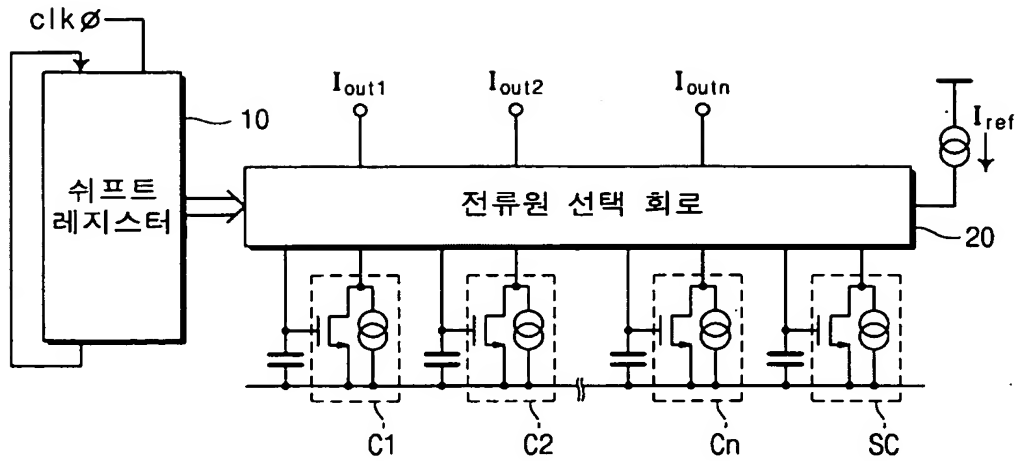 clkø
10
쉬프트
레지스터
Iout1
Iout2
Ioutn
Iref
전류원 선택 회로
20
C1
C2
Cn
SC